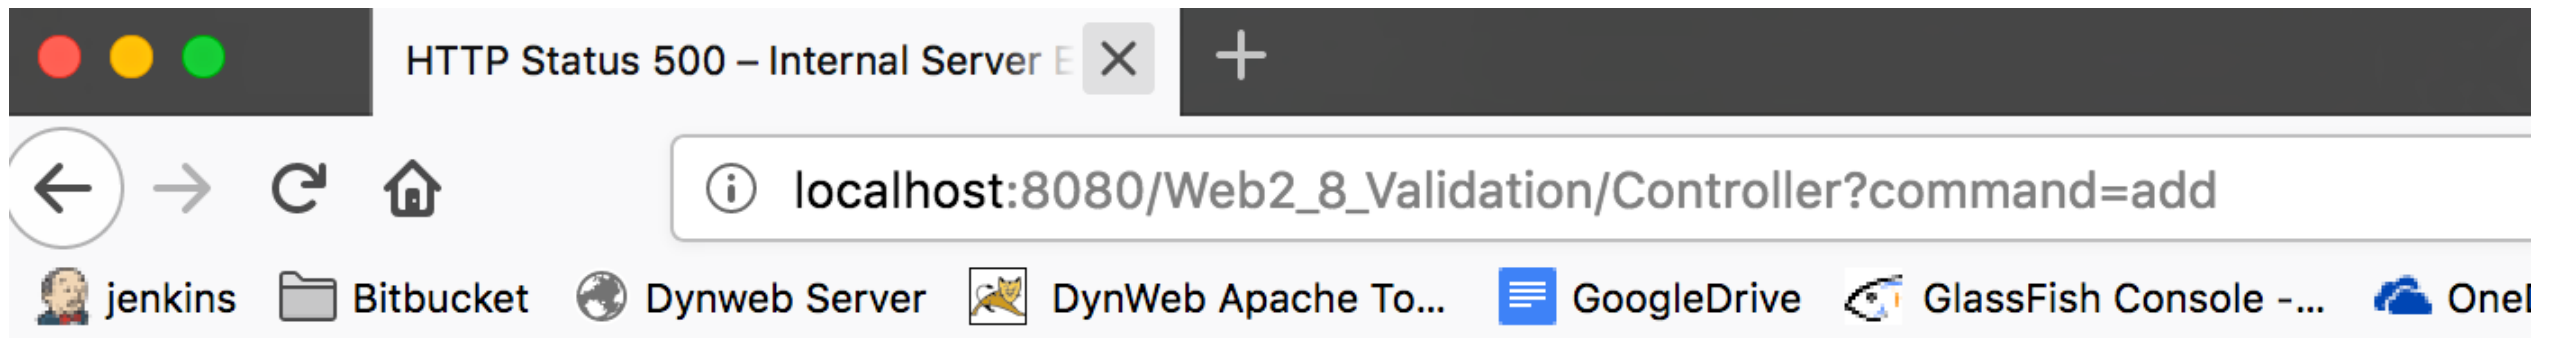 HTTP Status 500 – Internal Server E
localhost:8080/Web2_8_Validation/Controller?command=add
jenkins Bitbucket Dynweb Server DynWeb Apache To... GoogleDrive GlassFish Console -...